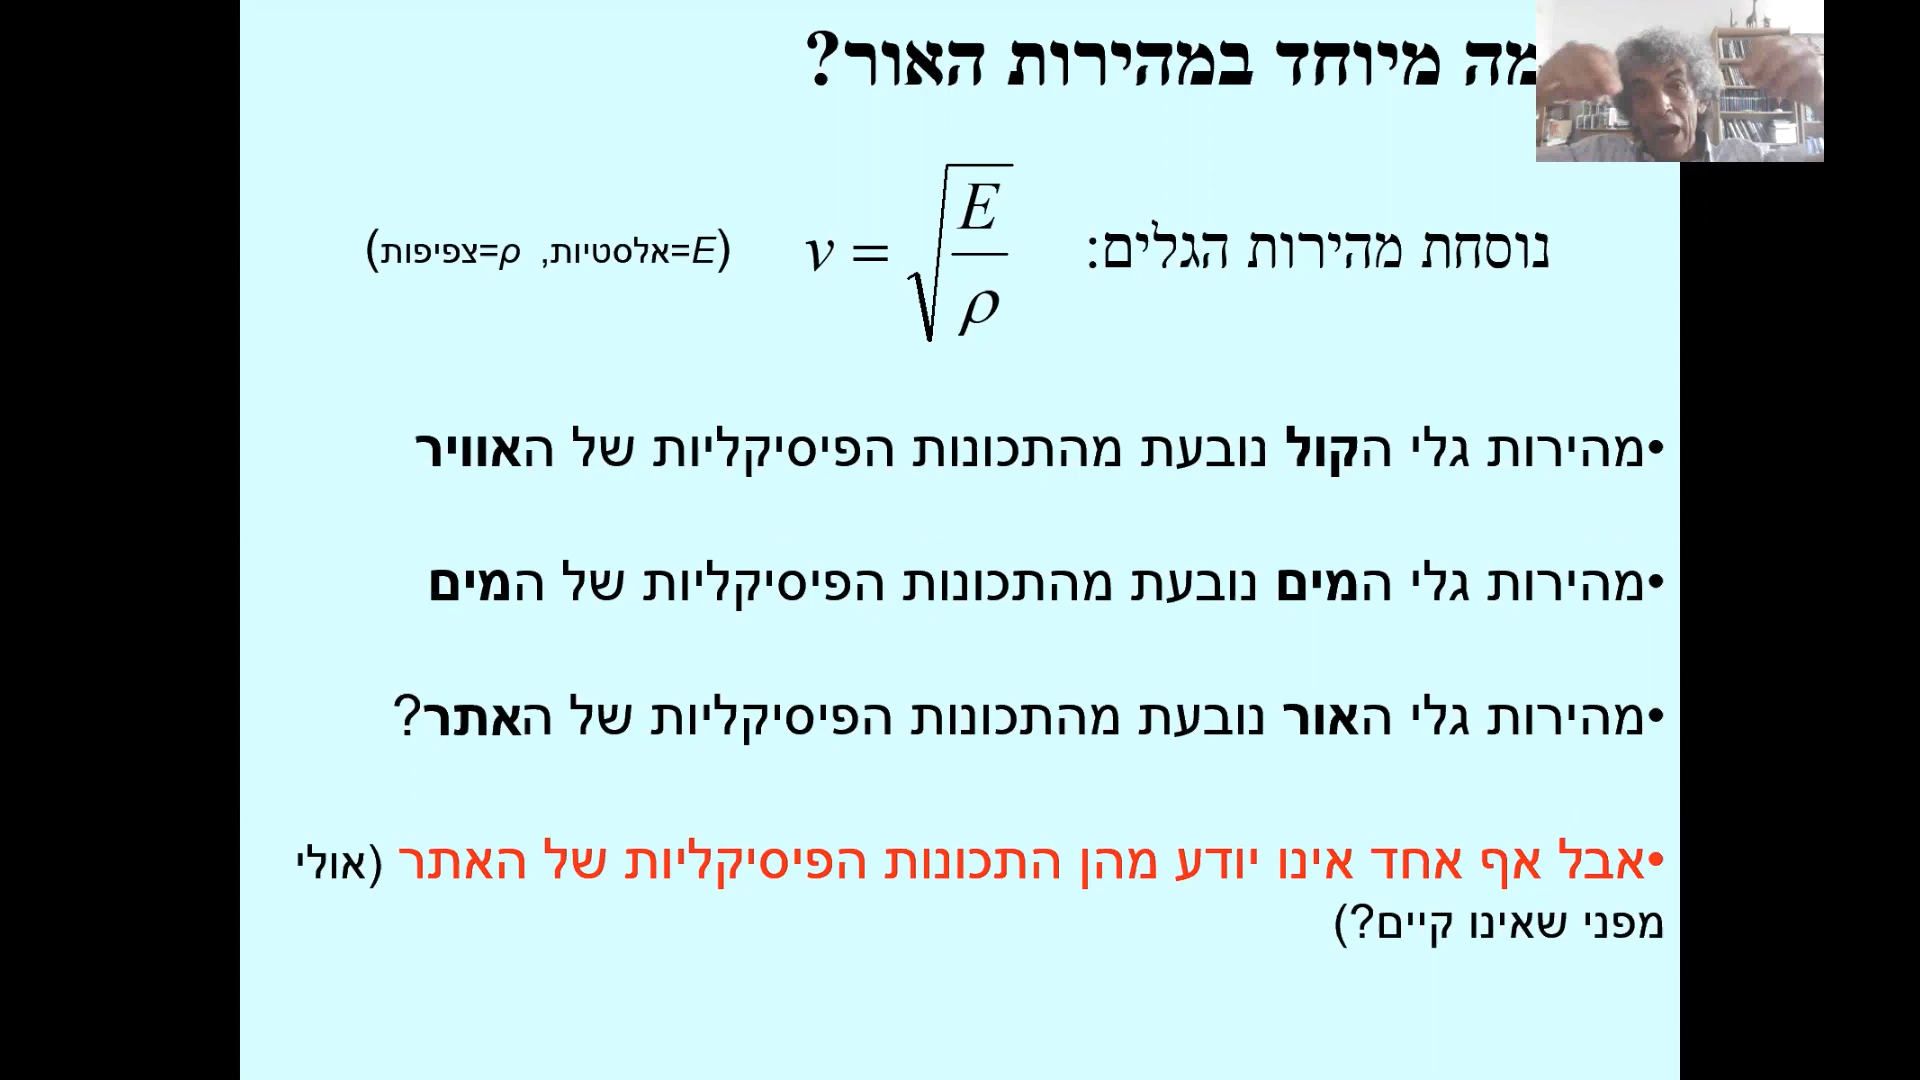 מה מיוחד במהירות האור?
נוסחת מהירות הגלים: v = √(E/ρ) (E=אלסטיות, ρ=צפיפות)
•מהירות גלי הקול נובעת מהתכונות הפיסיקליות של האוויר
•מהירות גלי המים נובעת מהתכונות הפיסיקליות של המים
•מהירות גלי האור נובעת מהתכונות הפיסיקליות של האתר?
•אבל אף אחד אינו יודע מהן התכונות הפיסיקליות של האתר (אולי
מפני שאינו קיים?)